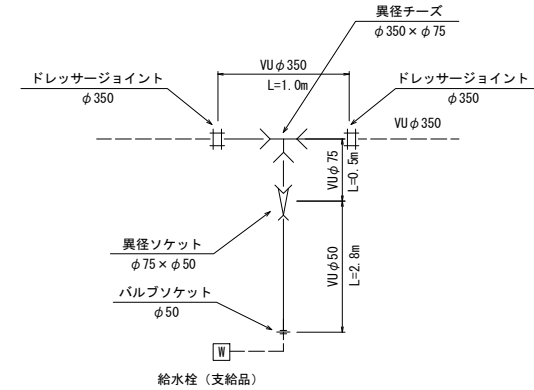 異径チーズ
φ350×φ75
VUφ350
L=1.0m
ドレッサージョイント
φ350
ドレッサージョイント
φ350
VUφ350
VUφ75
L=0.5m
異径ソケット
φ75×φ50
VUφ50
L=2.8m
バルブソケット
φ50
W
給水栓（支給品）